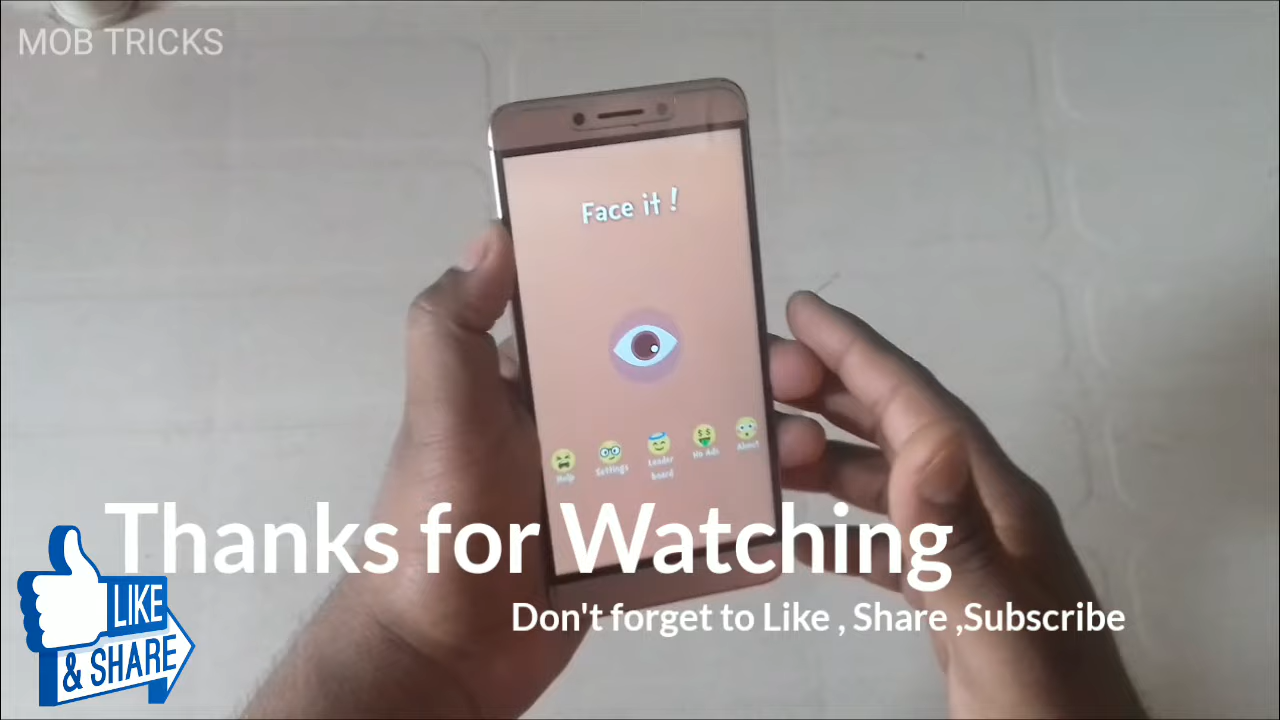 MOB TRICKS
Face it !
Help
Settings
Leader
board
No Ads
About
Thanks for Watching
Don't forget to Like , Share ,Subscribe
LIKE
& SHARE